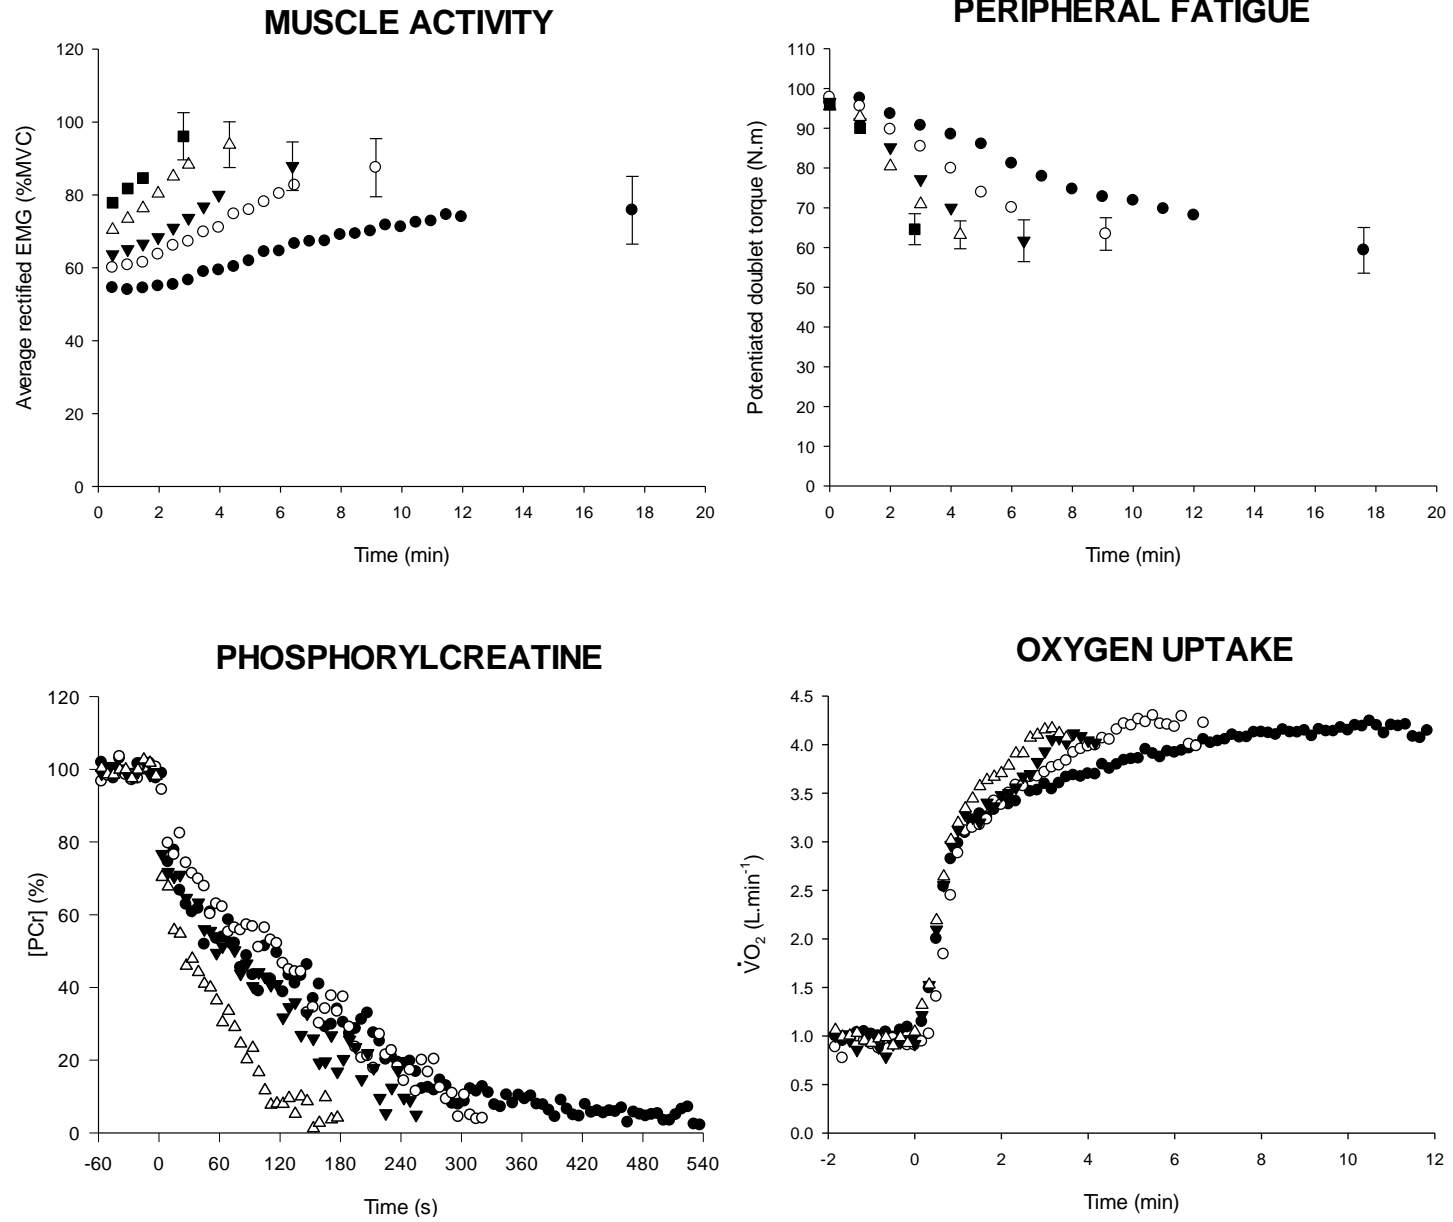 MUSCLE ACTIVITY
120
100
80
60
40
20
0
Average rectified EMG (%MVC)
0 2 4 6 8 10 12 14 16 18 20
Time (min)
PERIPHERAL FATIGUE
110
100
90
80
70
60
50
40
30
20
10
0
Potentiated doublet torque (N.m)
0 2 4 6 8 10 12 14 16 18 20
Time (min)
PHOSPHORYLCREATINE
120
100
80
60
40
20
0
[PCr] (%)
-60 0 60 120 180 240 300 360 420 480 540
Time (s)
OXYGEN UPTAKE
4.5
4.0
3.5
3.0
2.5
2.0
1.5
1.0
0.5
0.0
V̇O₂ (L.min⁻¹)
-2 0 2 4 6 8 10 12
Time (min)